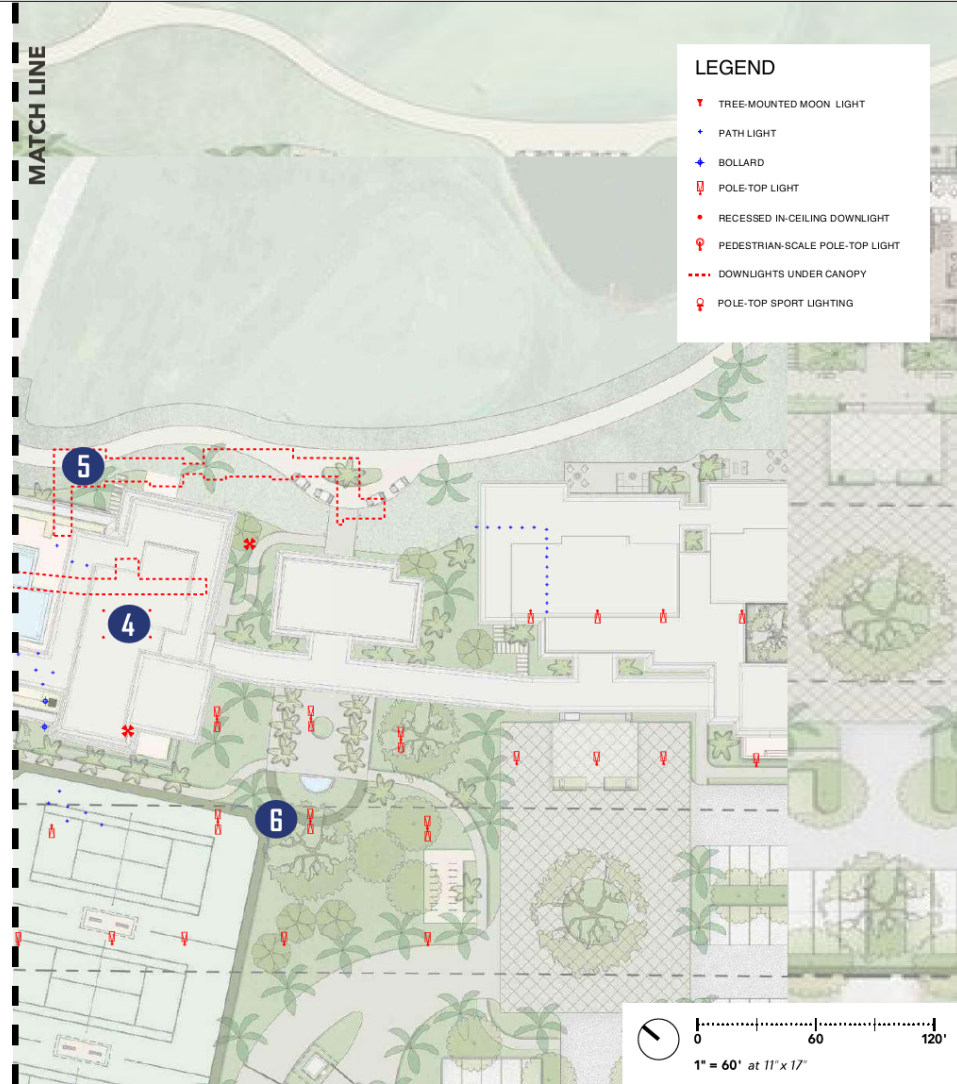 MATCH LINE
LEGEND
TREE-MOUNTED MOON LIGHT
PATH LIGHT
BOLLARD
POLE-TOP LIGHT
RECESSED IN-CEILING DOWNLIGHT
PEDESTRIAN-SCALE POLE-TOP LIGHT
DOWNLIGHTS UNDER CANOPY
POLE-TOP SPORT LIGHTING
5
4
6
0 60 120'
1" = 60' at 11" x 17"